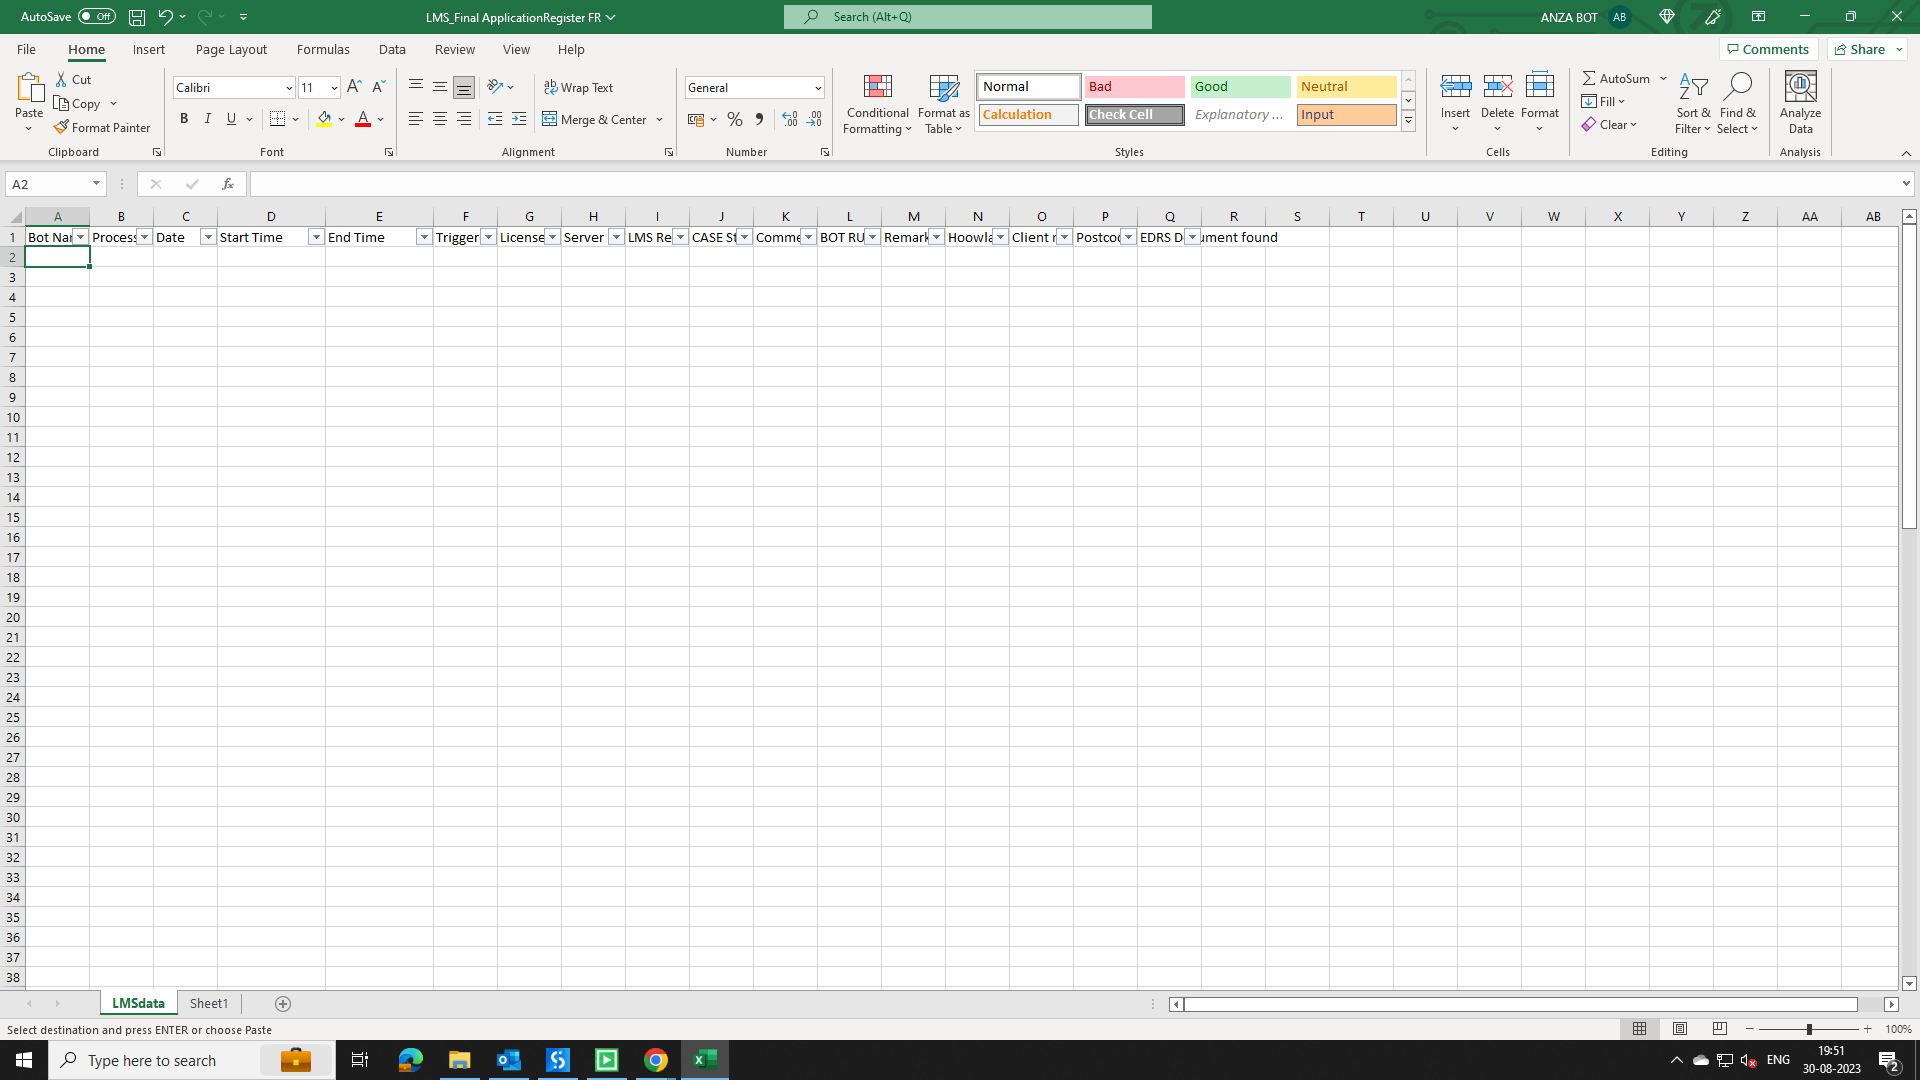 AutoSave Off LMS_Final ApplicationRegister FR Search (Alt+Q) ANZA BOT AB
File Home Insert Page Layout Formulas Data Review View Help Comments Share
Paste Cut Copy Format Painter Clipboard
Calibri 11 B I U Font
Wrap Text Merge & Center Alignment
General % Number
Conditional Formatting Format as Table
Normal Bad Good Neutral
Calculation Check Cell Explanatory ... Input
Styles
Insert Delete Format Cells
AutoSum Fill Clear Sort & Filter Find & Select Editing
Analyze Data Analysis
A2 fx
A B C D E F G H I J K L M N O P Q R S T U V W X Y Z AA AB
1 Bot Nar Process Date Start Time End Time Trigger License Server LMS Re CASE St Comme BOT RU Remark Hoowla Client r Postcoc EDRS D ument found
2
3
4
5
6
7
8
9
10
11
12
13
14
15
16
17
18
19
20
21
22
23
24
25
26
27
28
29
30
31
32
33
34
35
36
37
38
LMSdata Sheet1
Select destination and press ENTER or choose Paste 100%
Type here to search ENG 19:51
30-08-2023 2